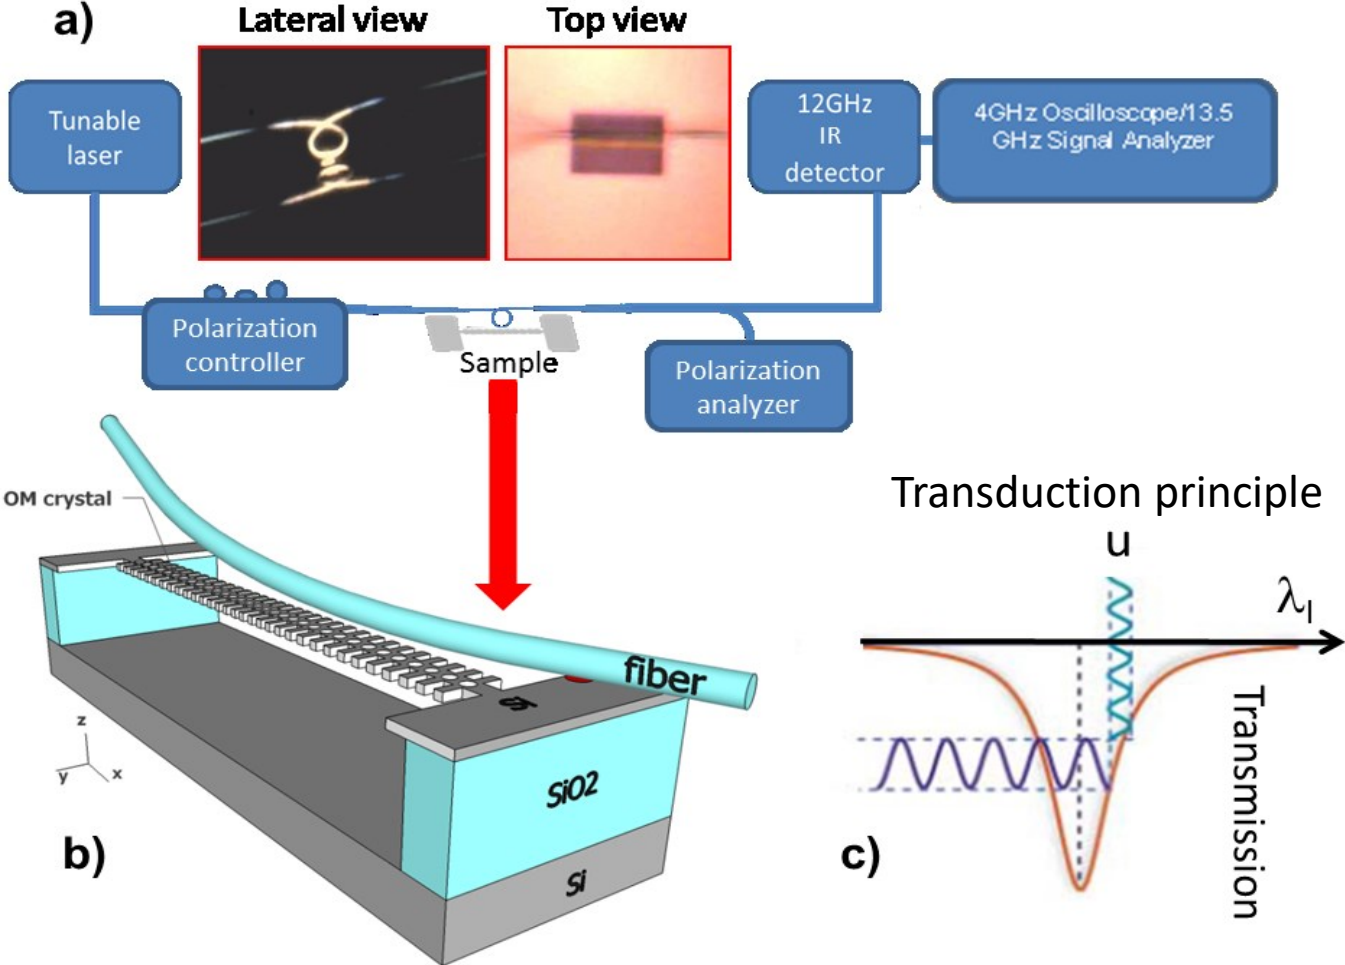 a)
Lateral view
Top view
Tunable
laser
12GHz
IR
detector
4GHz Oscilloscope/13.5
GHz Signal Analyzer
Polarization
controller
Sample
Polarization
analyzer
OM crystal
fiber
Si
SiO2
Si
z
y
x
b)
Transduction principle
u
λl
Transmission
c)